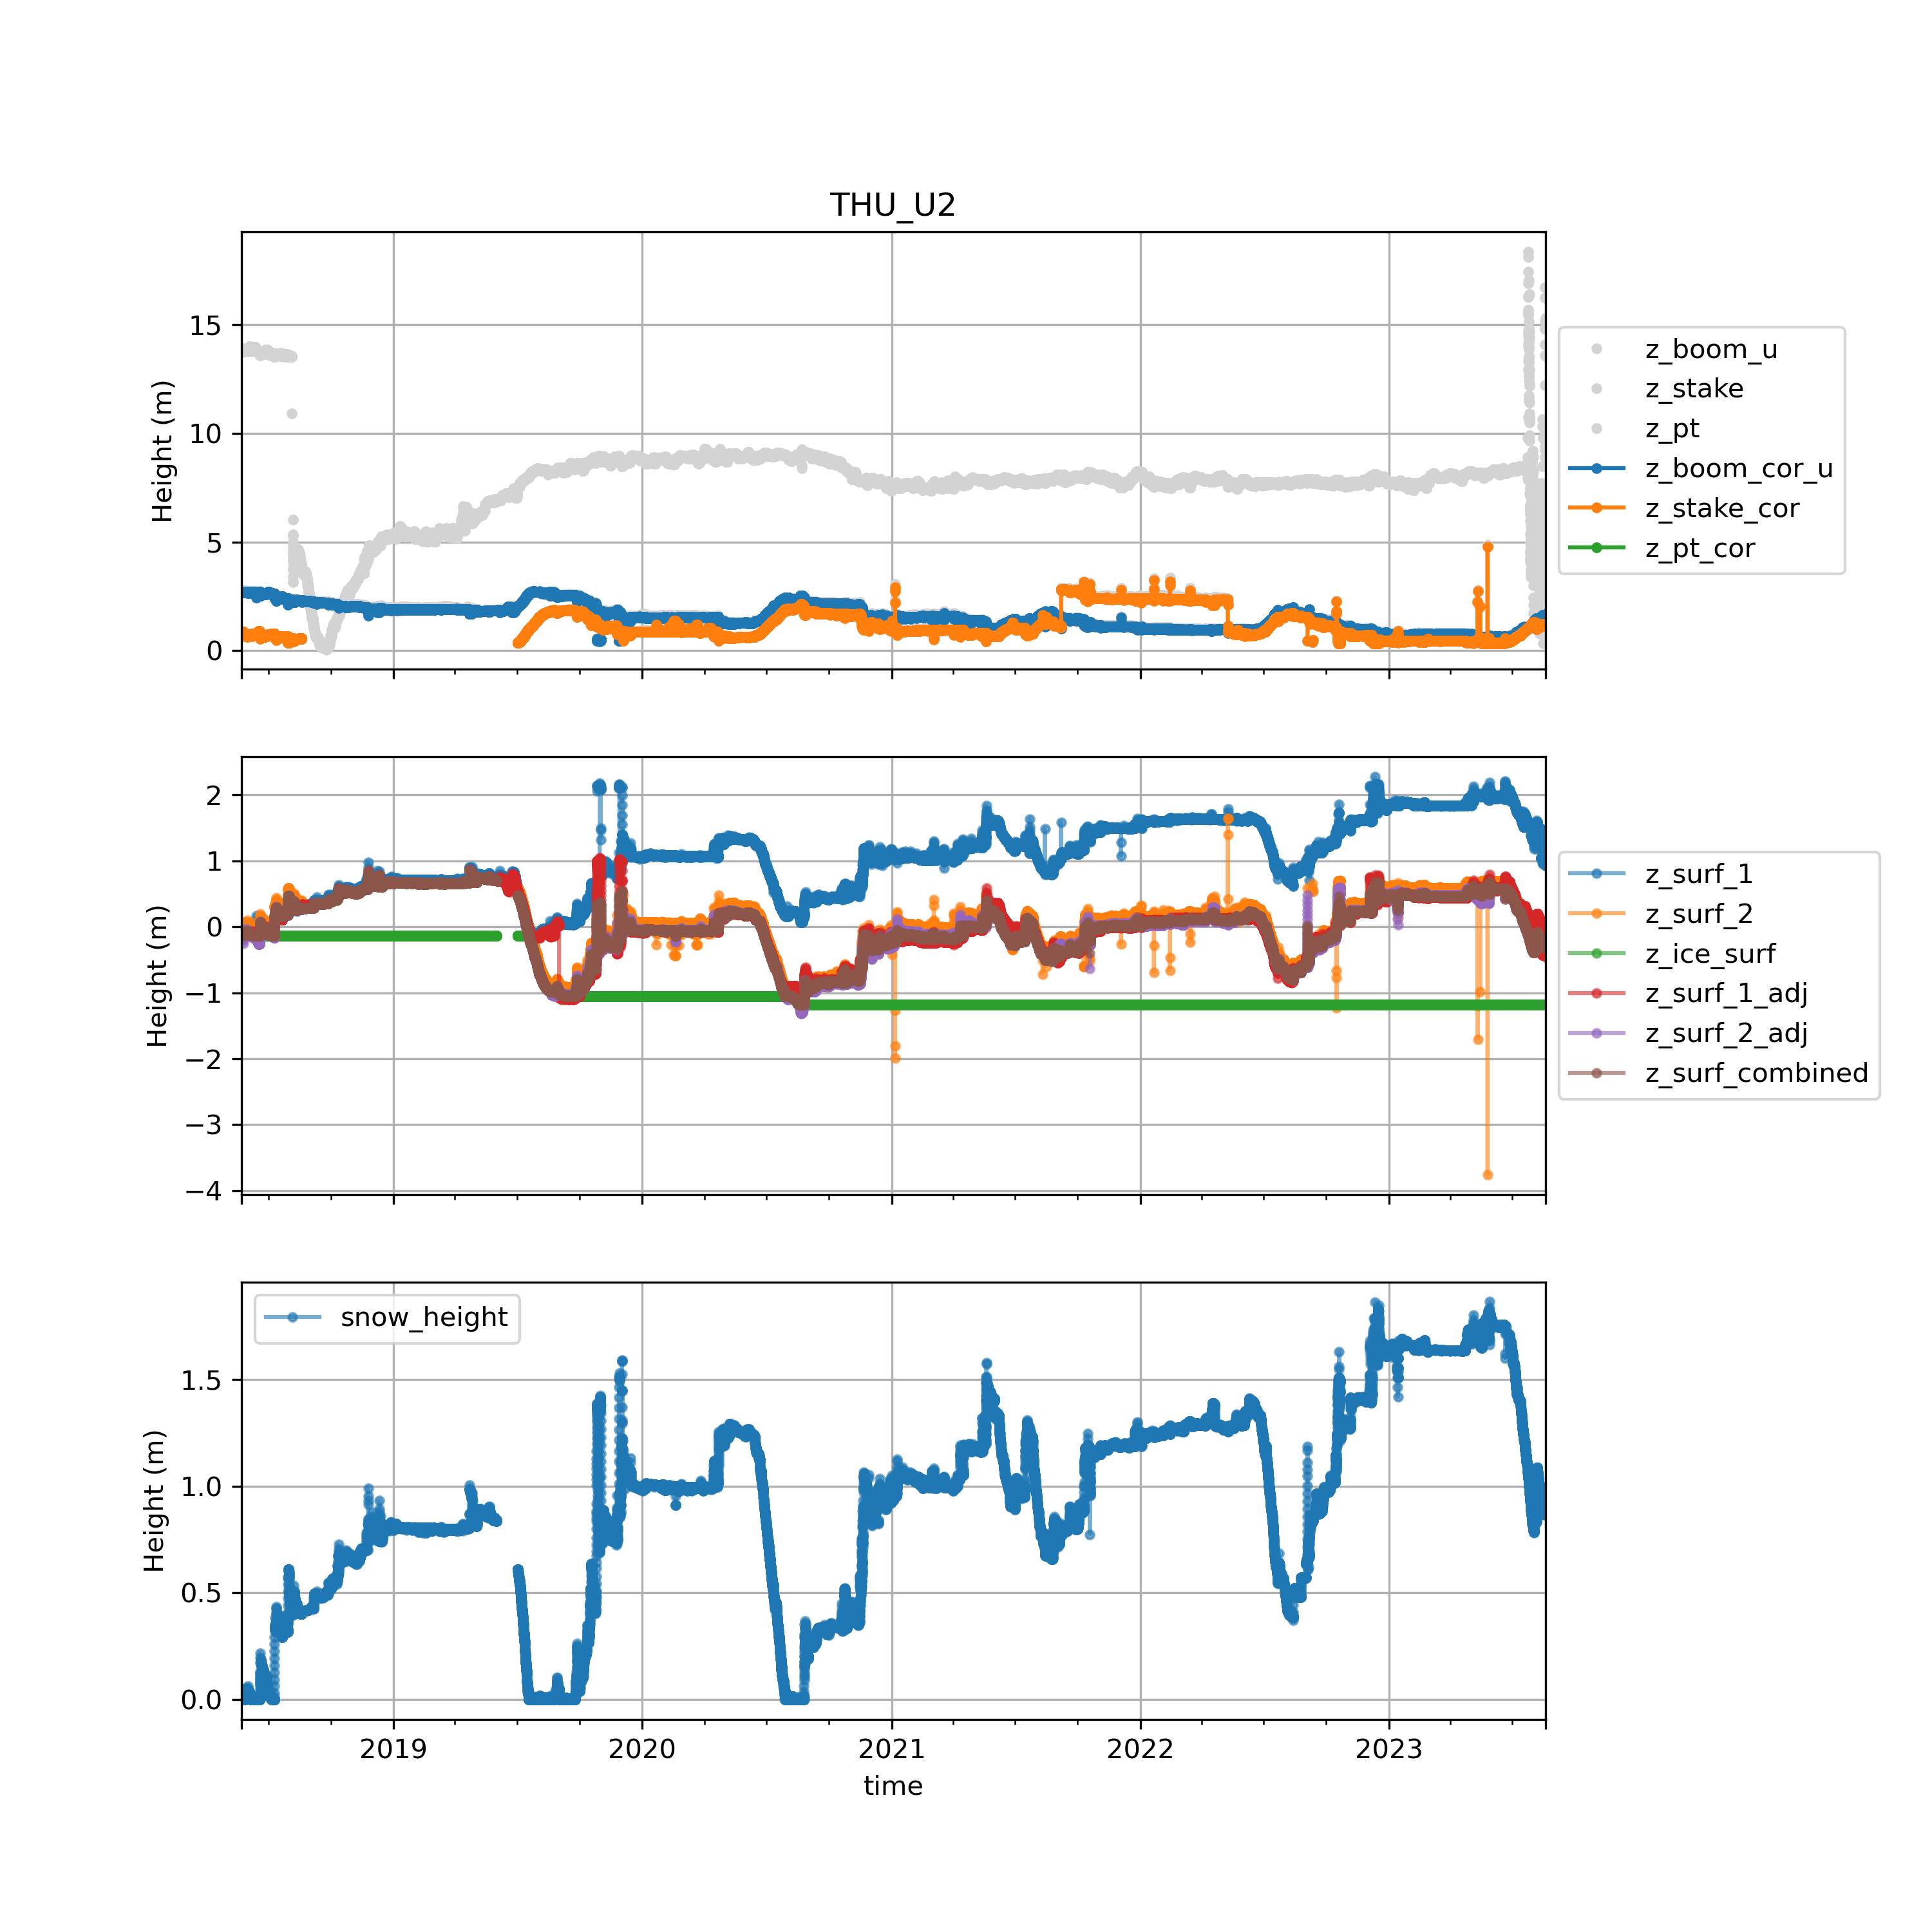 THU_U2
Height (m)
15
10
5
0
z_boom_u
z_stake
z_pt
z_boom_cor_u
z_stake_cor
z_pt_cor
Height (m)
2
1
0
−1
−2
−3
−4
z_surf_1
z_surf_2
z_ice_surf
z_surf_1_adj
z_surf_2_adj
z_surf_combined
Height (m)
1.5
1.0
0.5
0.0
snow_height
2019 2020 2021 2022 2023
time